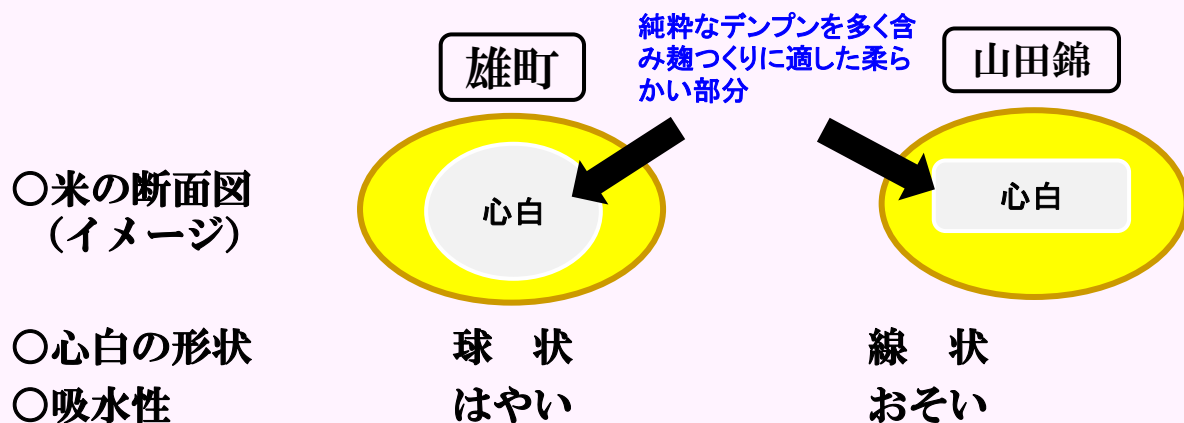 雄町
純粋なデンプンを多く含
み麹つくりに適した柔ら
かい部分
山田錦
○米の断面図
（イメージ）
心白
心白
○心白の形状
球　状
線　状
○吸水性
はやい
おそい